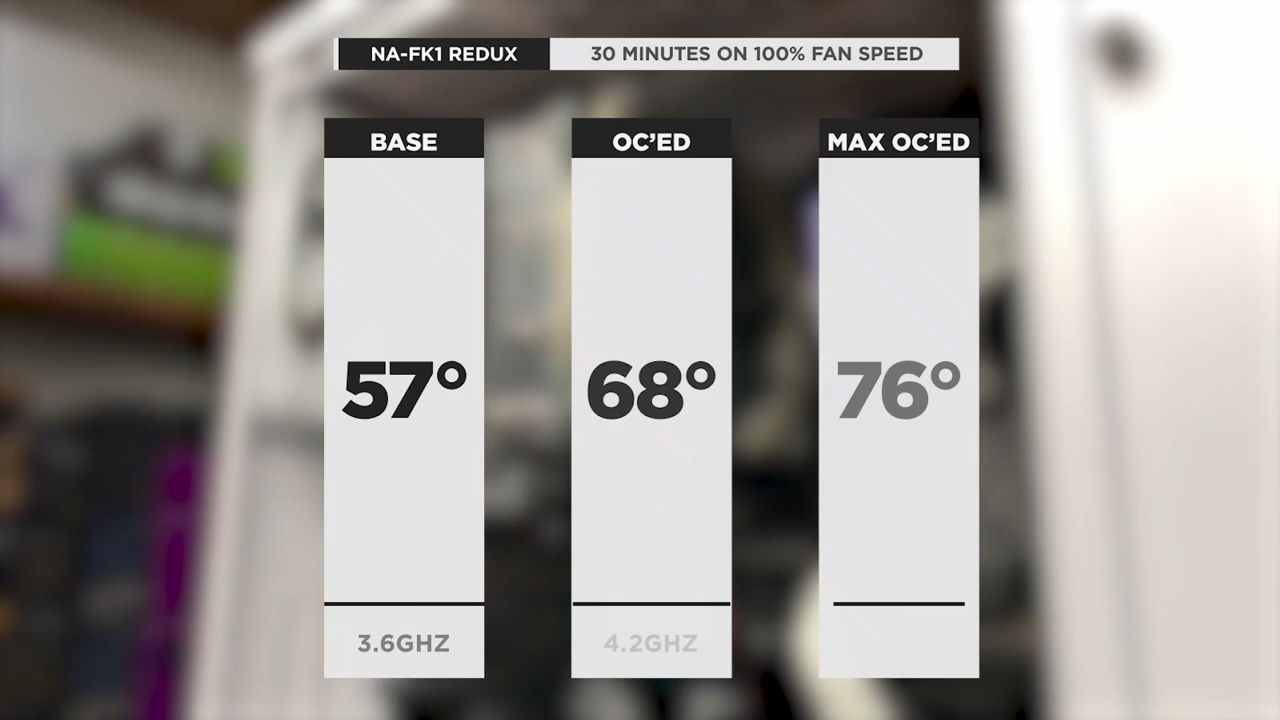 NA-FK1 REDUX 30 MINUTES ON 100% FAN SPEED
BASE
57°
3.6GHZ
OC'ED
68°
4.2GHZ
MAX OC'ED
76°